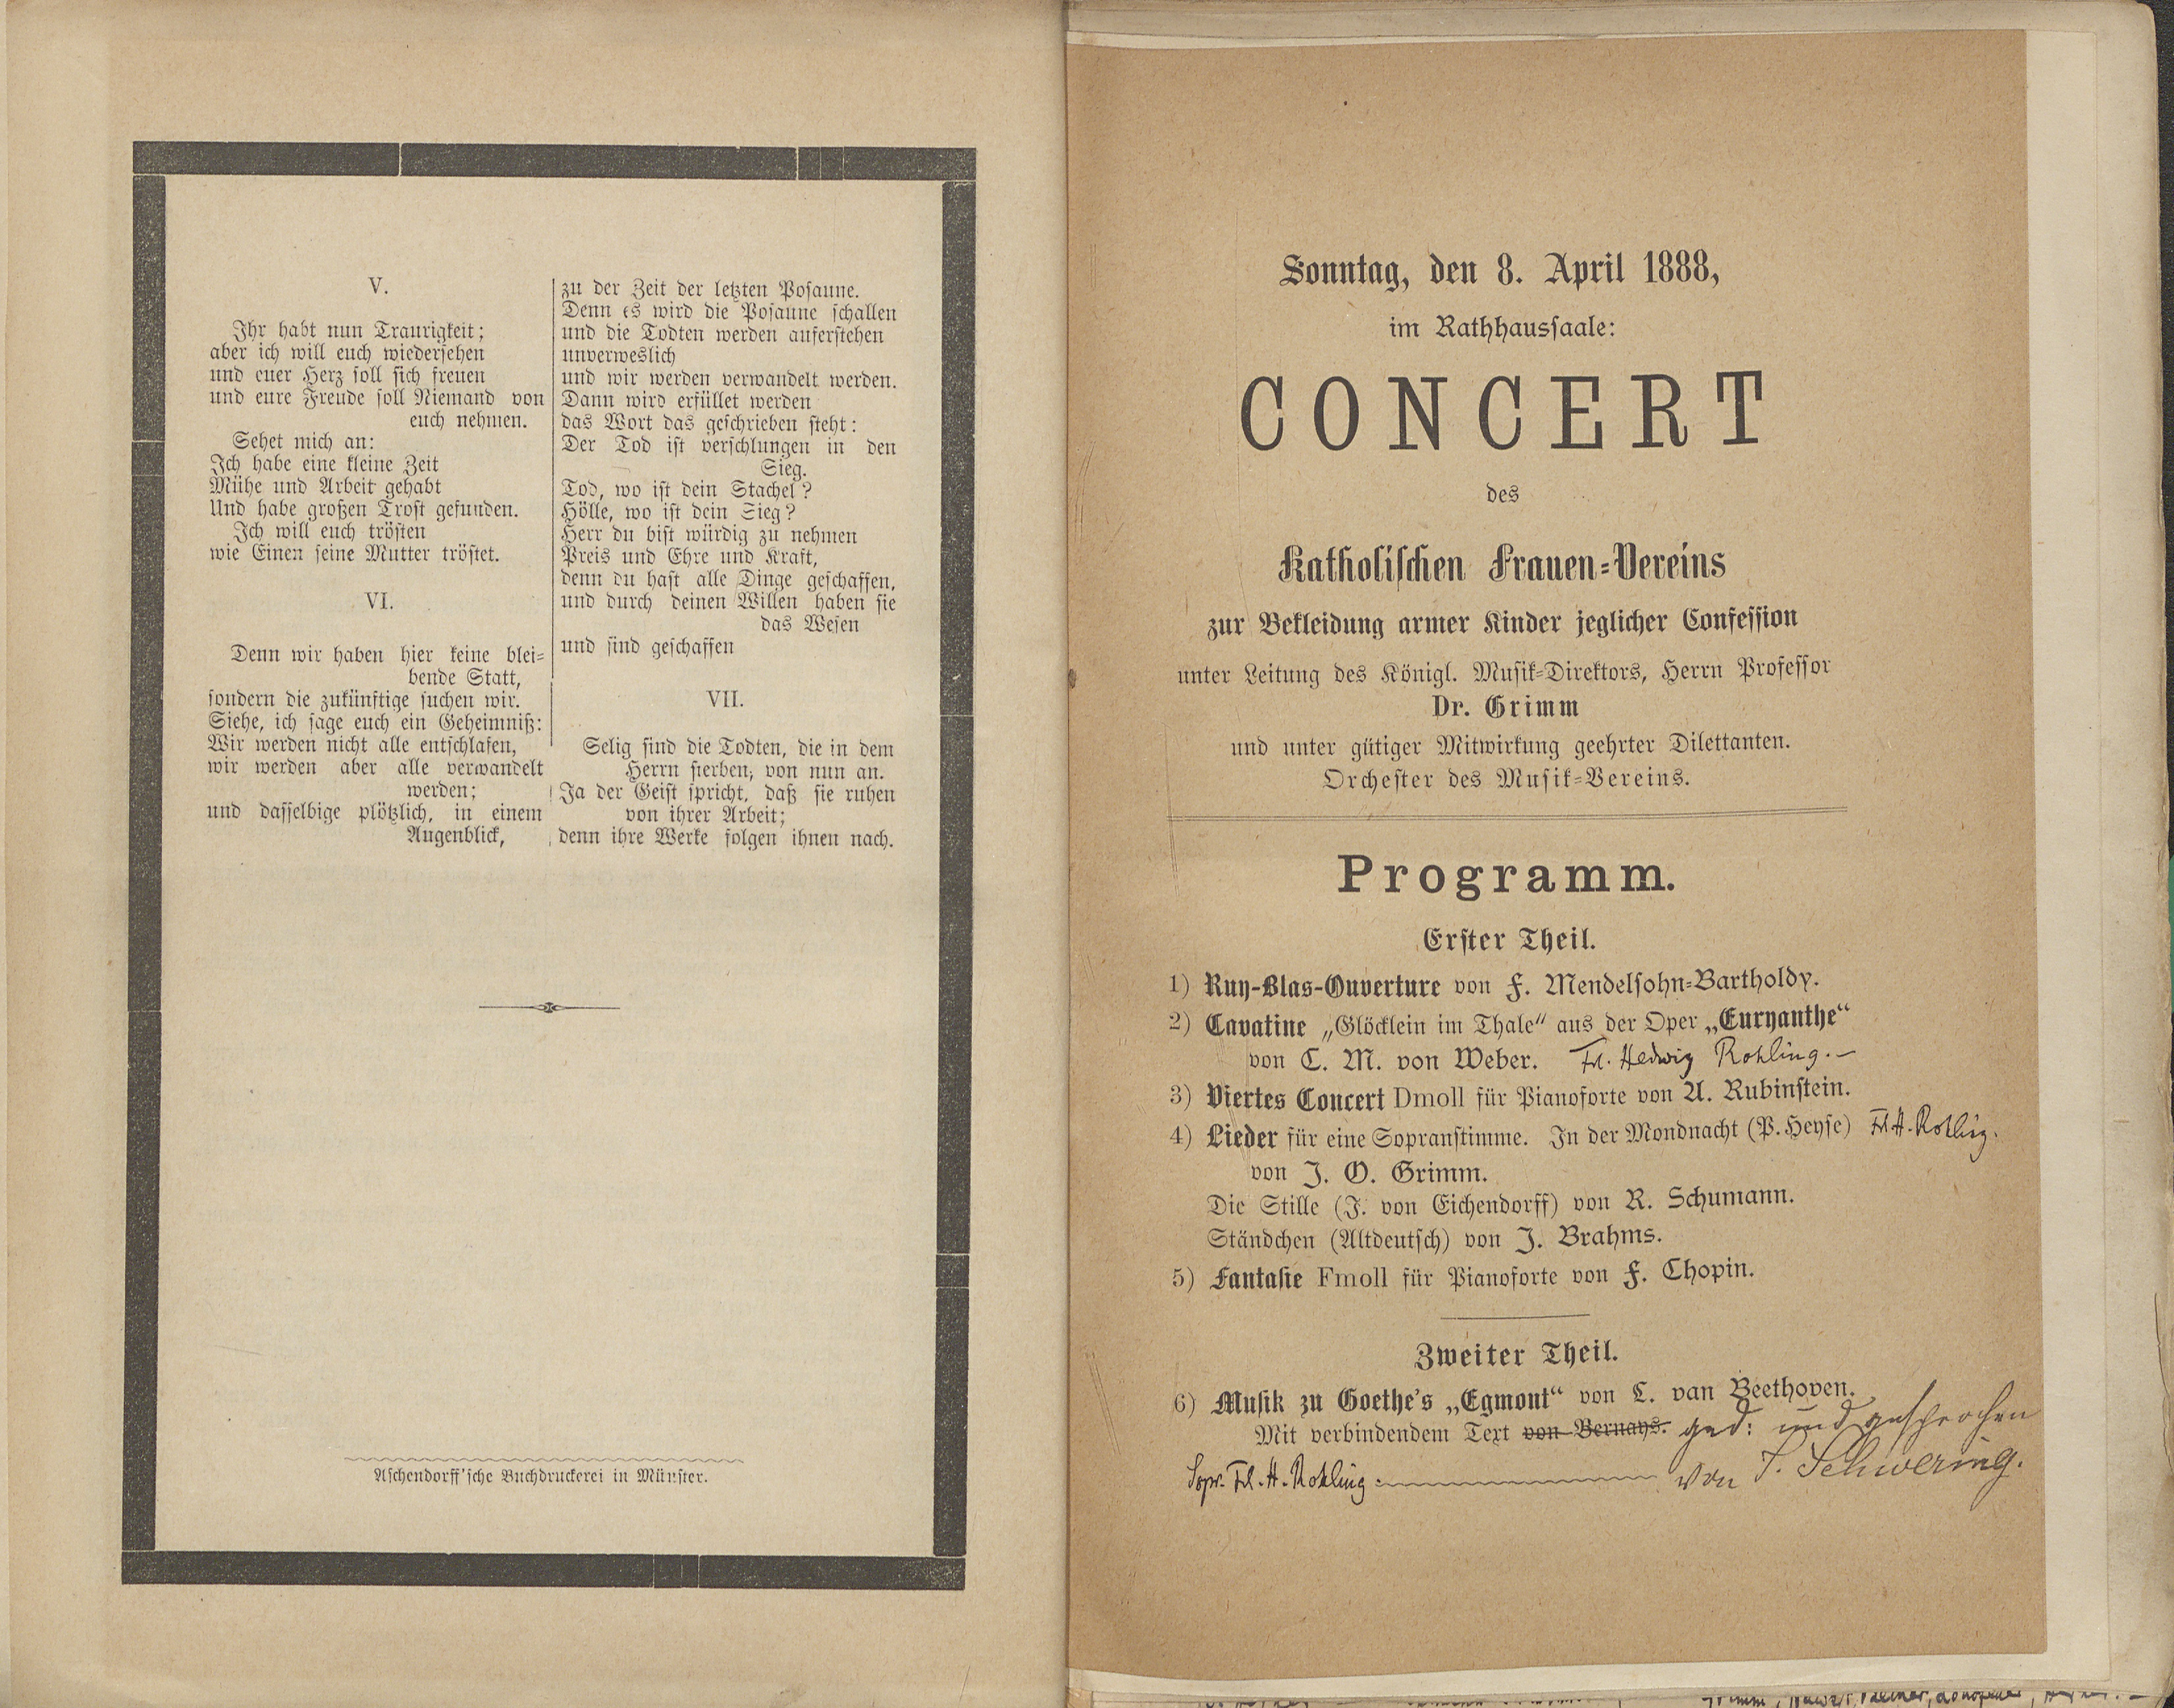 V.
Ihr habt nun Traurigkeit;
aber ich will euch wiedersehen
und euer Herz soll sich freuen
und eure Freude soll Niemand von
euch nehmen.
Sehet mich an:
Ich habe eine kleine Zeit
Mühe und Arbeit gehabt
Und habe großen Trost gefunden.
Ich will euch trösten
wie Einen seine Mutter tröstet.
VI.
Denn wir haben hier keine blei-
bende Statt,
sondern die zukünftige suchen wir.
Siehe, ich sage euch ein Geheimniß:
Wir werden nicht alle entschlafen,
wir werden aber alle verwandelt
werden;
und dasselbige plötzlich, in einem
Augenblick,
zu der Zeit der letzten Posaune.
Denn es wird die Posaune schallen
und die Todten werden auferstehen
unverweslich
und wir werden verwandelt werden.
Dann wird erfüllet werden
das Wort das geschrieben steht:
Der Tod ist verschlungen in den
Sieg.
Tod, wo ist dein Stachel?
Hölle, wo ist dein Sieg?
Herr du bist würdig zu nehmen
Preis und Ehre und Kraft,
denn du hast alle Dinge geschaffen,
und durch deinen Willen haben sie
das Wesen
und sind geschaffen
VII.
Selig sind die Todten, die in dem
Herrn sterben, von nun an.
Ja der Geist spricht, daß sie ruhen
von ihrer Arbeit;
denn ihre Werke folgen ihnen nach.
Aschendorff'sche Buchdruckerei in Münster.
Sonntag, den 8. April 1888,
im Rathhaussaale:
CONCERT
des
Katholischen Frauen-Vereins
zur Bekleidung armer Kinder jeglicher Confession
unter Leitung des Königl. Musik-Direktors, Herrn Professor
Dr. Grimm
und unter gütiger Mitwirkung geehrter Dilettanten.
Orchester des Musik-Vereins.
Programm.
Erster Theil.
1) Ruy-Blas-Ouverture von F. Mendelsohn-Bartholdy.
2) Cavatine „Glöcklein im Thale“ aus der Oper „Euryanthe“
von C. M. von Weber. Frl. Hedwig Rohling.-
3) Viertes Concert Dmoll für Pianoforte von A. Rubinstein.
4) Lieder für eine Sopranstimme. In der Mondnacht (P. Heyse) Frl. H. Rohling.
von J. O. Grimm.
Die Stille (J. von Eichendorff) von R. Schumann.
Ständchen (Altdeutsch) von J. Brahms.
5) Fantasie Fmoll für Pianoforte von F. Chopin.
Zweiter Theil.
6) Musik zu Goethe's „Egmont“ von L. van Beethoven.
Mit verbindendem Text von Bernays. ged: und gesprochen
Sopr. Frl. H. Rohling. von J. Schwering.